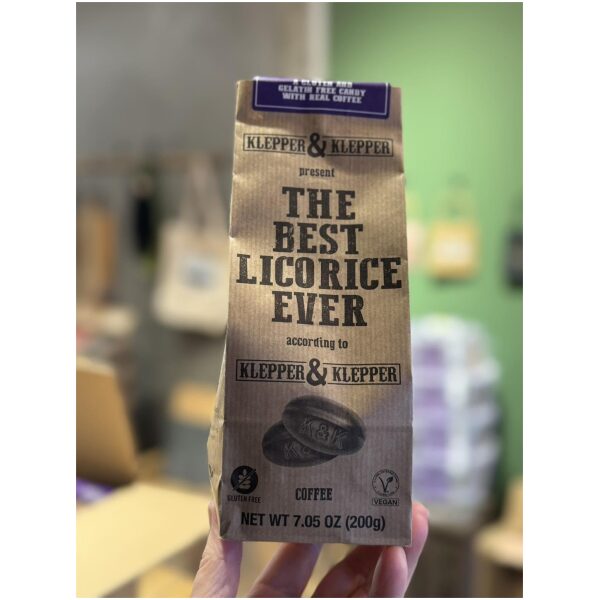 A GLUTEN AND
GELATIN FREE CANDY
WITH REAL COFFEE
KLEPPER & KLEPPER
present
THE
BEST
LICORICE
EVER
according to
KLEPPER & KLEPPER
K&K
COFFEE
GLUTEN FREE
VEGAN
NET WT 7.05 OZ (200g)